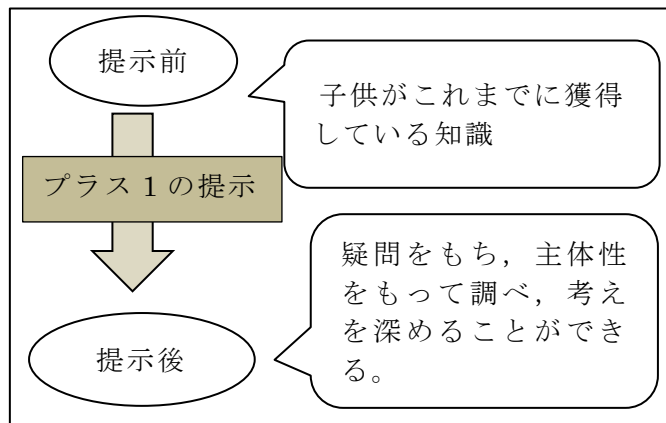 提示前
子供がこれまでに獲得
している知識
プラス１の提示
疑問をもち，主体性
をもって調べ，考え
を深めることができ
る。
提示後